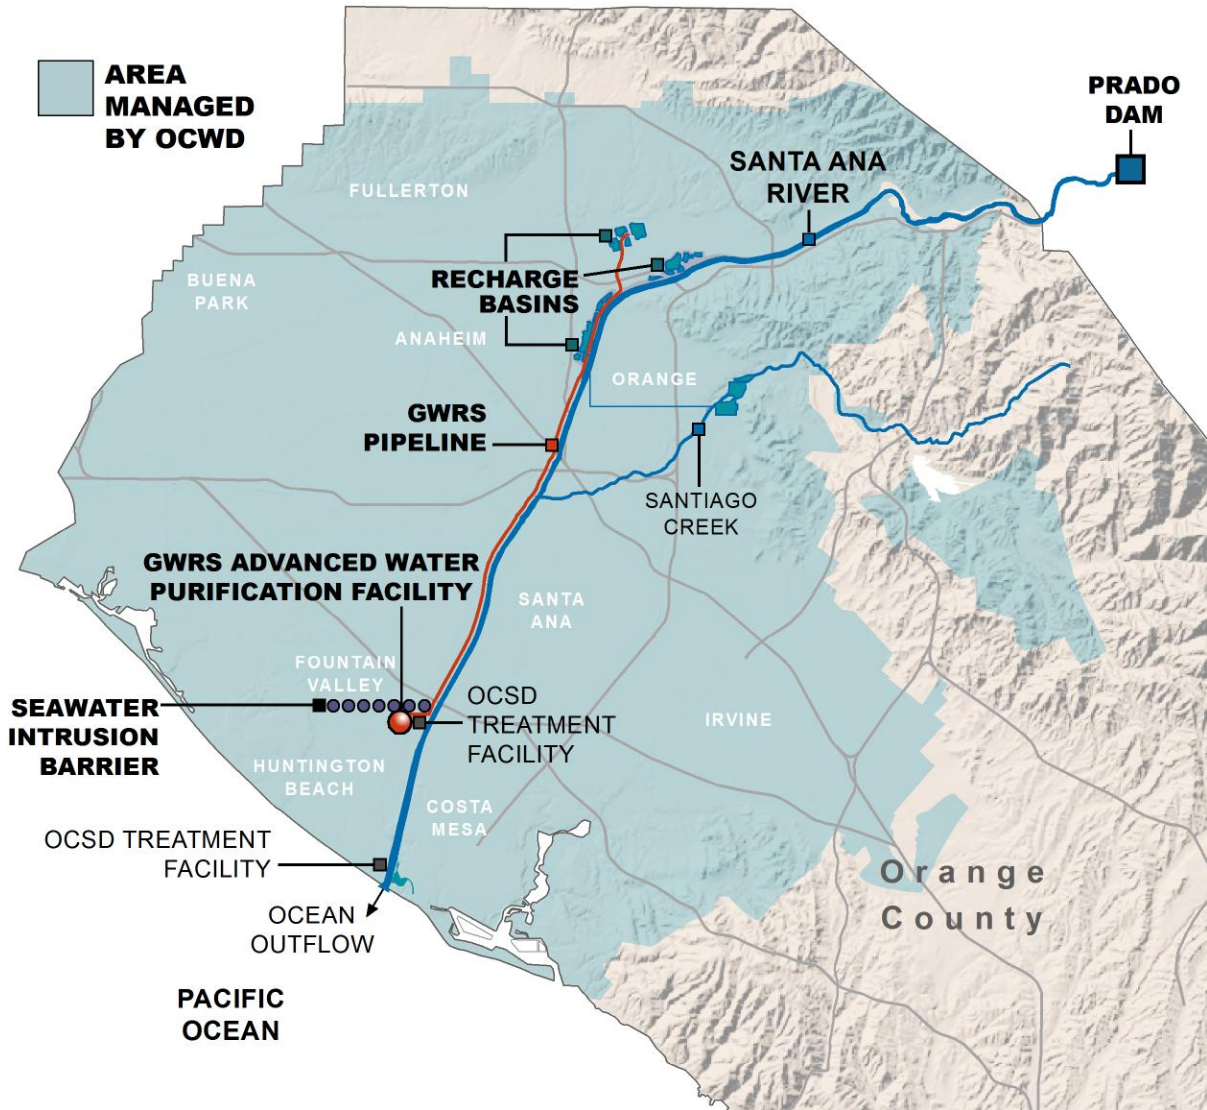 AREA
MANAGED
BY OCWD
PRADO
DAM
SANTA ANA
RIVER
FULLERTON
RECHARGE
BASINS
BUENA
PARK
ANAHEIM
ORANGE
GWRS
PIPELINE
SANTIAGO
CREEK
GWRS ADVANCED WATER
PURIFICATION FACILITY
SANTA
ANA
FOUNTAIN
VALLEY
SEAWATER
INTRUSION
BARRIER
OCSD
TREATMENT
FACILITY
IRVINE
HUNTINGTON
BEACH
COSTA
MESA
OCSD TREATMENT
FACILITY
Orange
County
OCEAN
OUTFLOW
PACIFIC
OCEAN